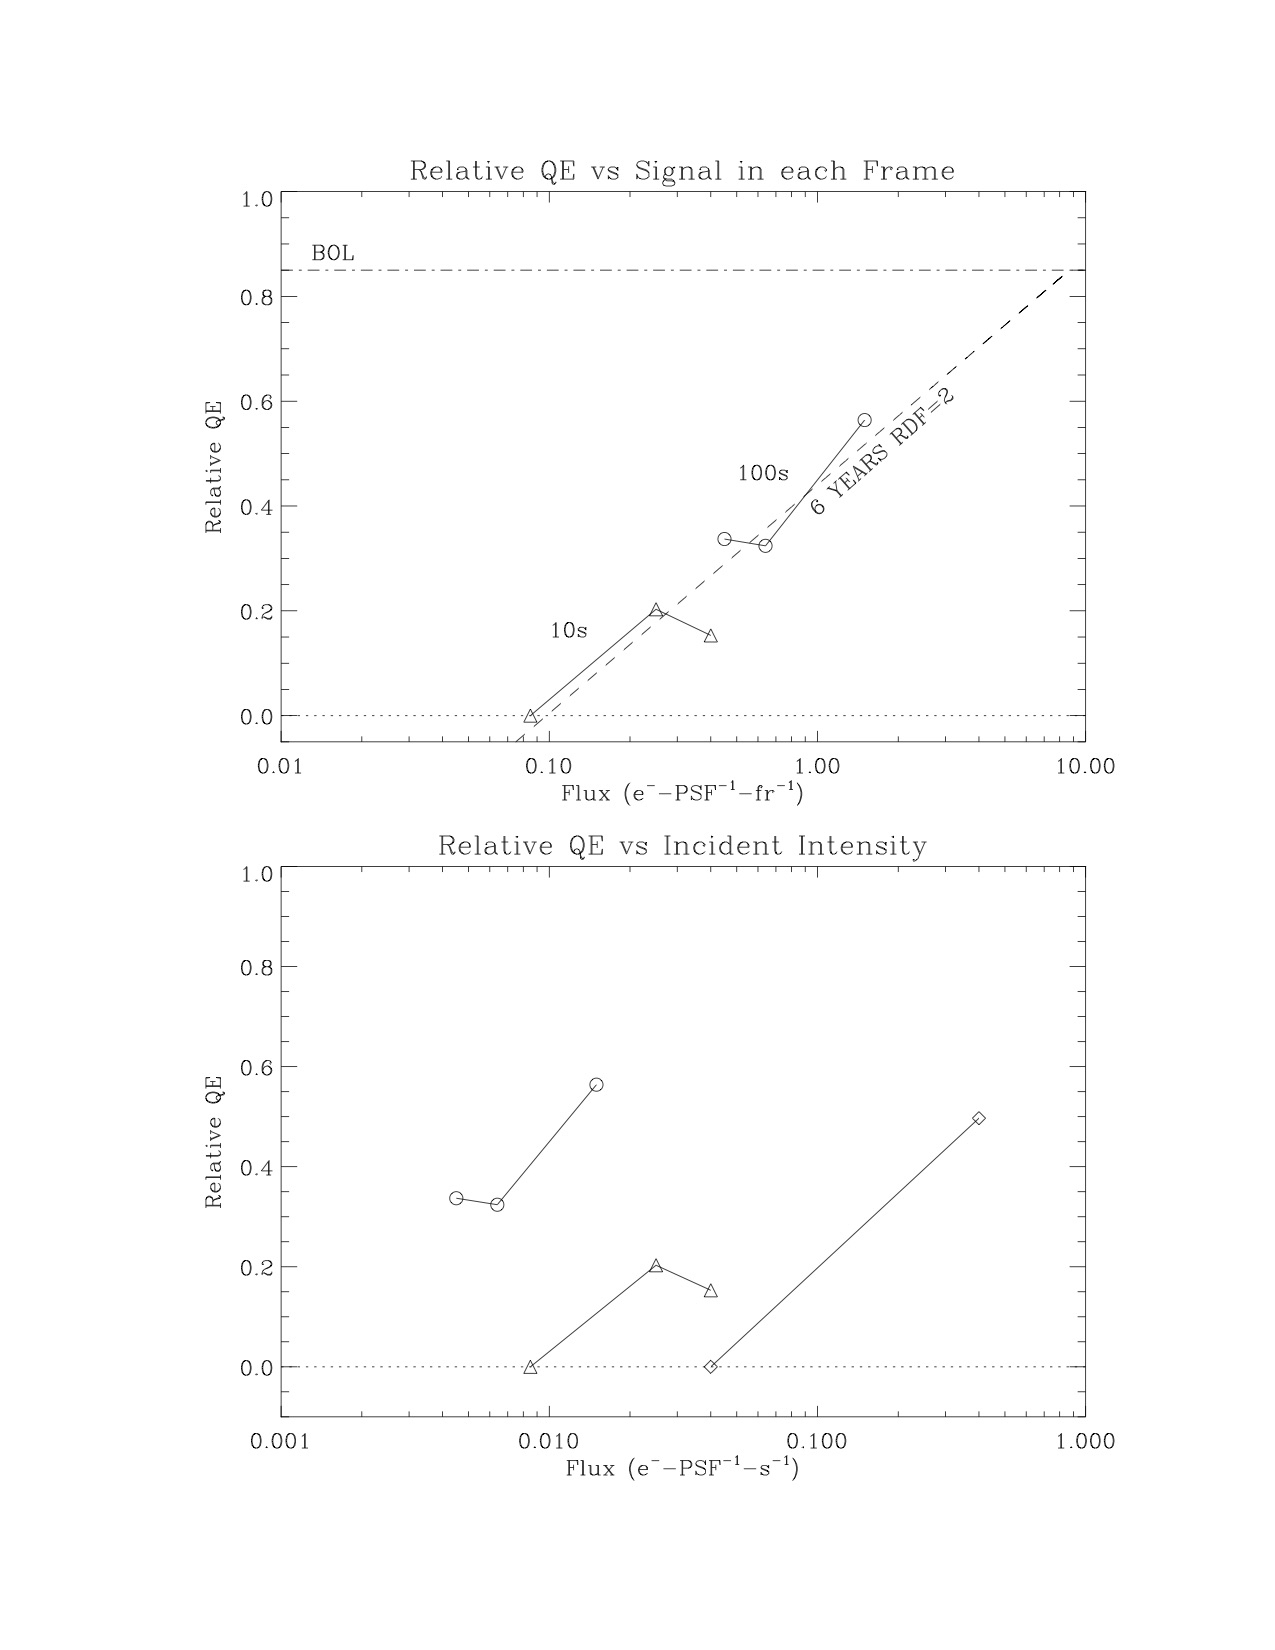 Relative QE vs Signal in each Frame
1.0
BOL
0.8
0.6
6 YEARS RDF=2
100s
0.4
0.2
10s
0.0
Relative QE
0.01 0.10 1.00 10.00
Flux (e⁻−PSF⁻¹−fr⁻¹)
Relative QE vs Incident Intensity
1.0
0.8
0.6
0.4
0.2
0.0
Relative QE
0.001 0.010 0.100 1.000
Flux (e⁻−PSF⁻¹−s⁻¹)